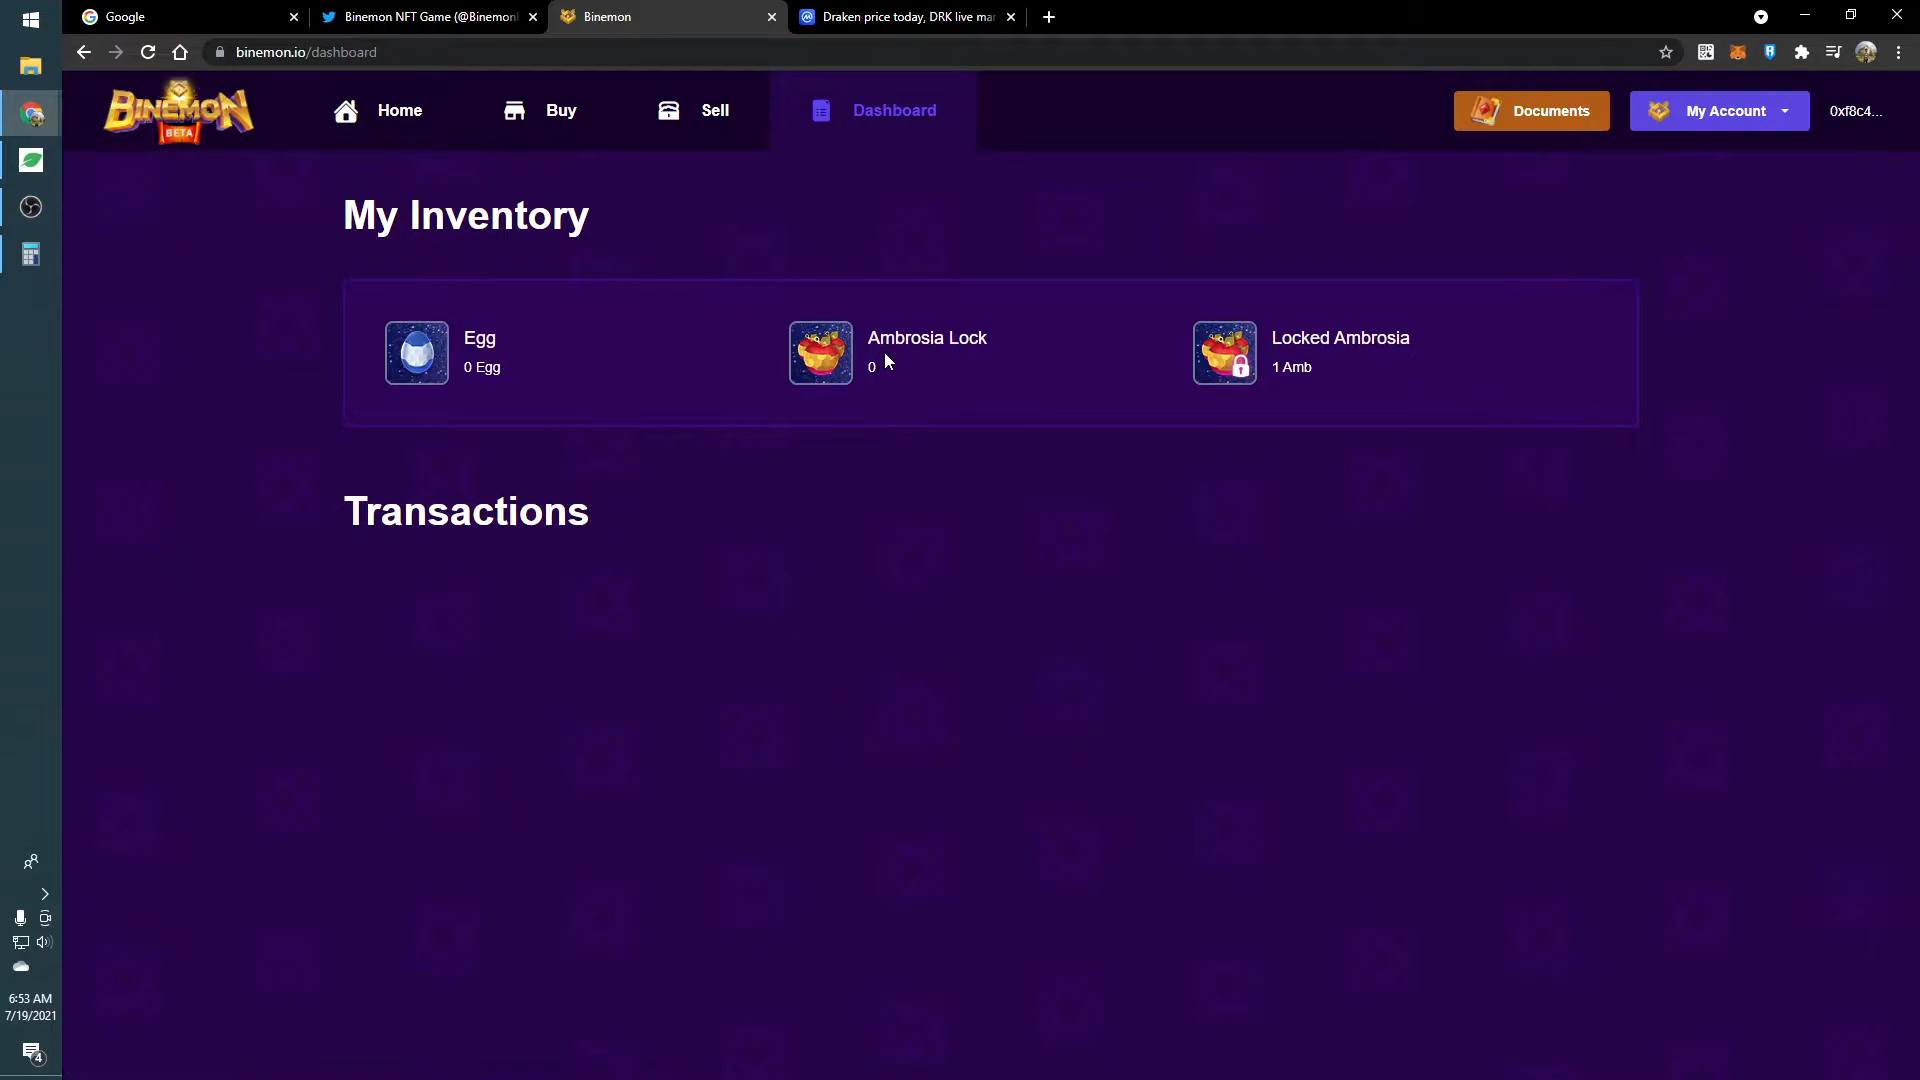 Google
Binemon NFT Game (@Binemon
Binemon
Draken price today, DRK live mar
binemon.io/dashboard
BINEMON
BETA
Home
Buy
Sell
Dashboard
Documents
My Account
0xf8c4...
My Inventory
Egg
0 Egg
Ambrosia Lock
0
Locked Ambrosia
1 Amb
Transactions
6:53 AM
7/19/2021
4